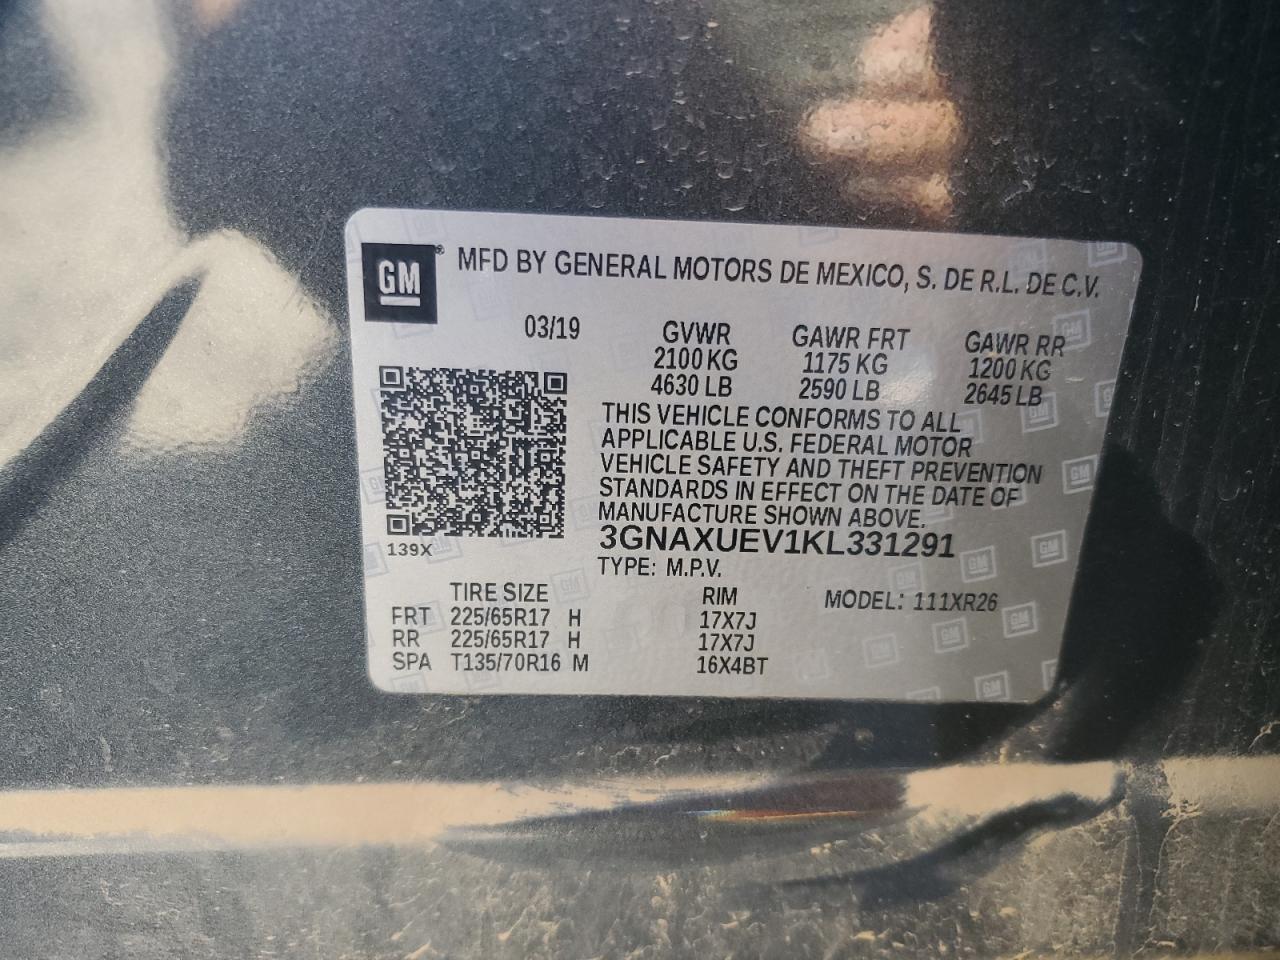 GM® MFD BY GENERAL MOTORS DE MEXICO, S. DE R.L. DE C.V.
03/19 GVWR GAWR FRT GAWR RR
2100 KG 1175 KG 1200 KG
4630 LB 2590 LB 2645 LB
THIS VEHICLE CONFORMS TO ALL
APPLICABLE U.S. FEDERAL MOTOR
VEHICLE SAFETY AND THEFT PREVENTION
STANDARDS IN EFFECT ON THE DATE OF
MANUFACTURE SHOWN ABOVE.
139X 3GNAXUEV1KL331291
TYPE: M.P.V.
TIRE SIZE RIM MODEL: 111XR26
FRT 225/65R17 H 17X7J
RR 225/65R17 H 17X7J
SPA T135/70R16 M 16X4BT